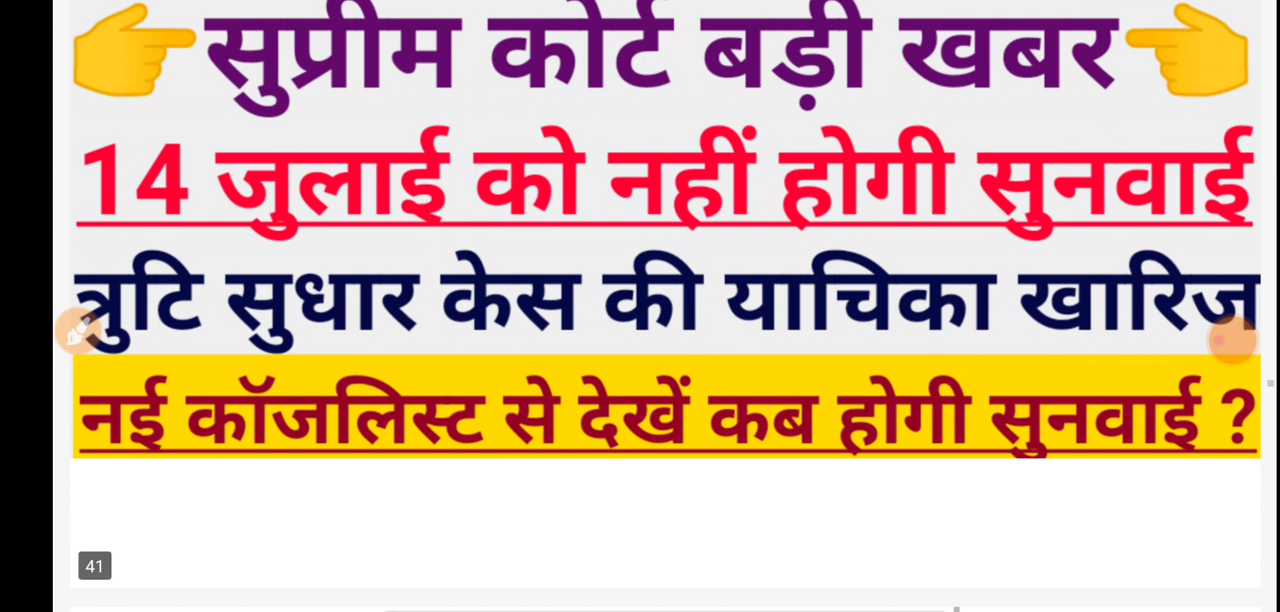 👉सुप्रीम कोर्ट बड़ी खबर👈
14 जुलाई को नहीं होगी सुनवाई
त्रुटि सुधार केस की याचिका खारिज
नई कॉजलिस्ट से देखें कब होगी सुनवाई ?
41